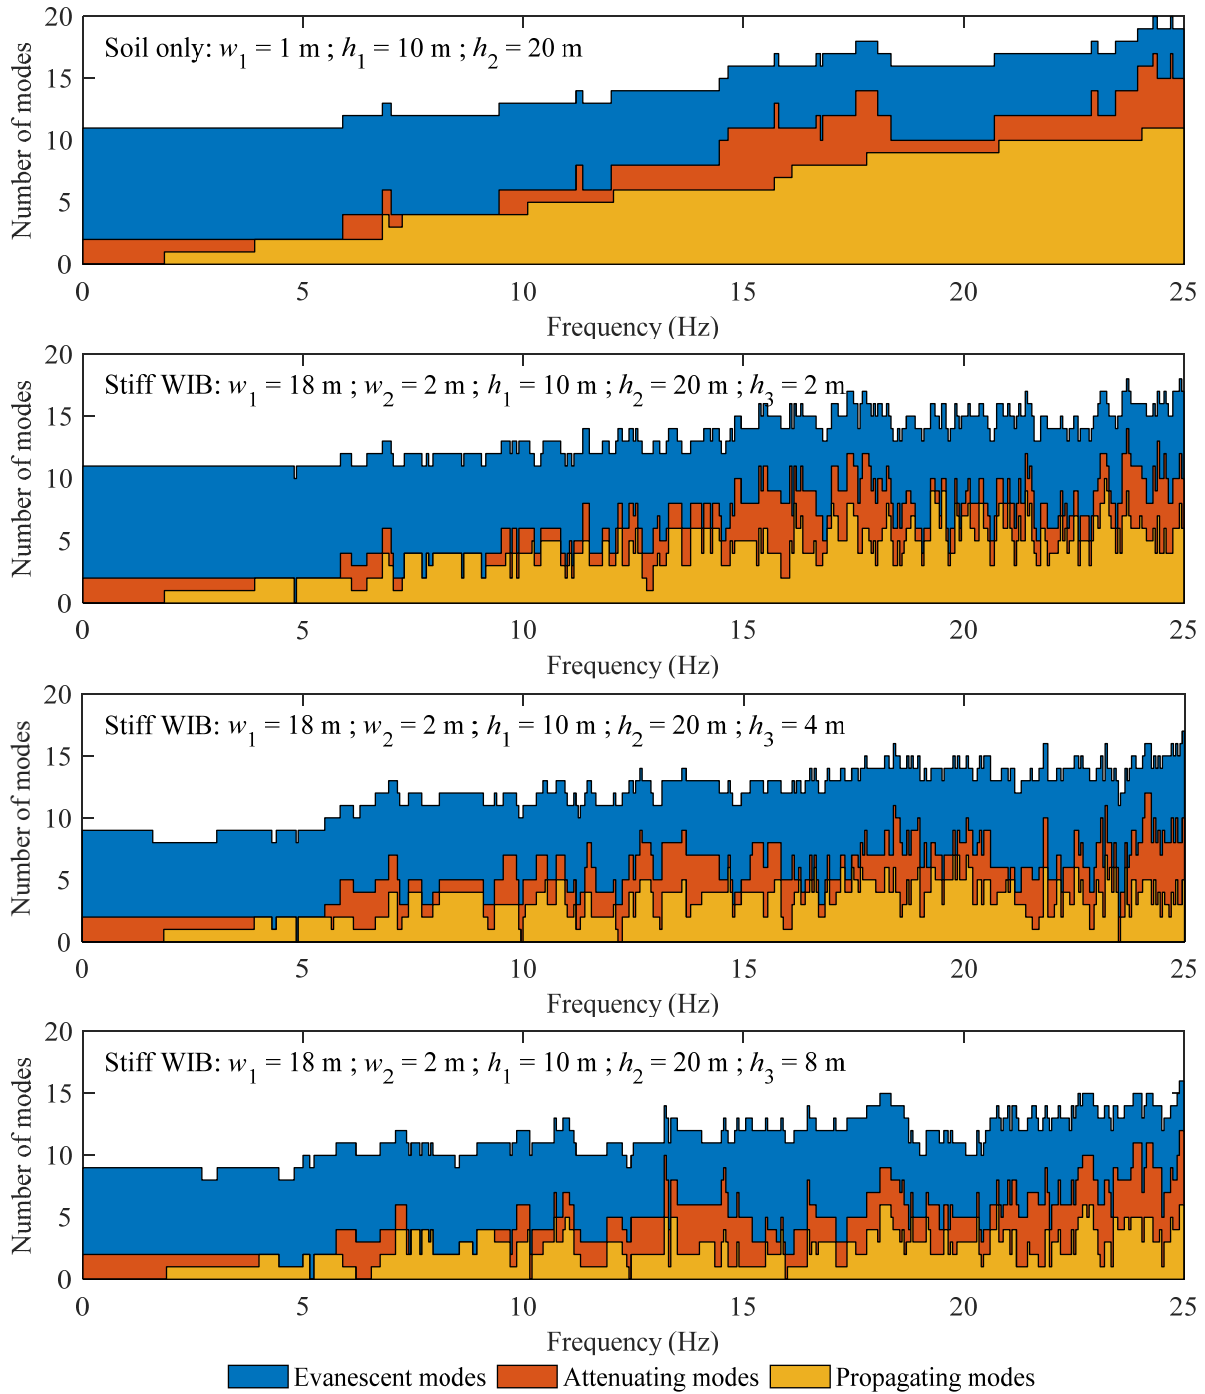 20
15
10
5
0
Number of modes
Soil only: w1 = 1 m ; h1 = 10 m ; h2 = 20 m
0 5 10 15 20 25
Frequency (Hz)
20
15
10
5
0
Number of modes
Stiff WIB: w1 = 18 m ; w2 = 2 m ; h1 = 10 m ; h2 = 20 m ; h3 = 2 m
0 5 10 15 20 25
Frequency (Hz)
20
15
10
5
0
Number of modes
Stiff WIB: w1 = 18 m ; w2 = 2 m ; h1 = 10 m ; h2 = 20 m ; h3 = 4 m
0 5 10 15 20 25
Frequency (Hz)
20
15
10
5
0
Number of modes
Stiff WIB: w1 = 18 m ; w2 = 2 m ; h1 = 10 m ; h2 = 20 m ; h3 = 8 m
0 5 10 15 20 25
Frequency (Hz)
Evanescent modes Attenuating modes Propagating modes